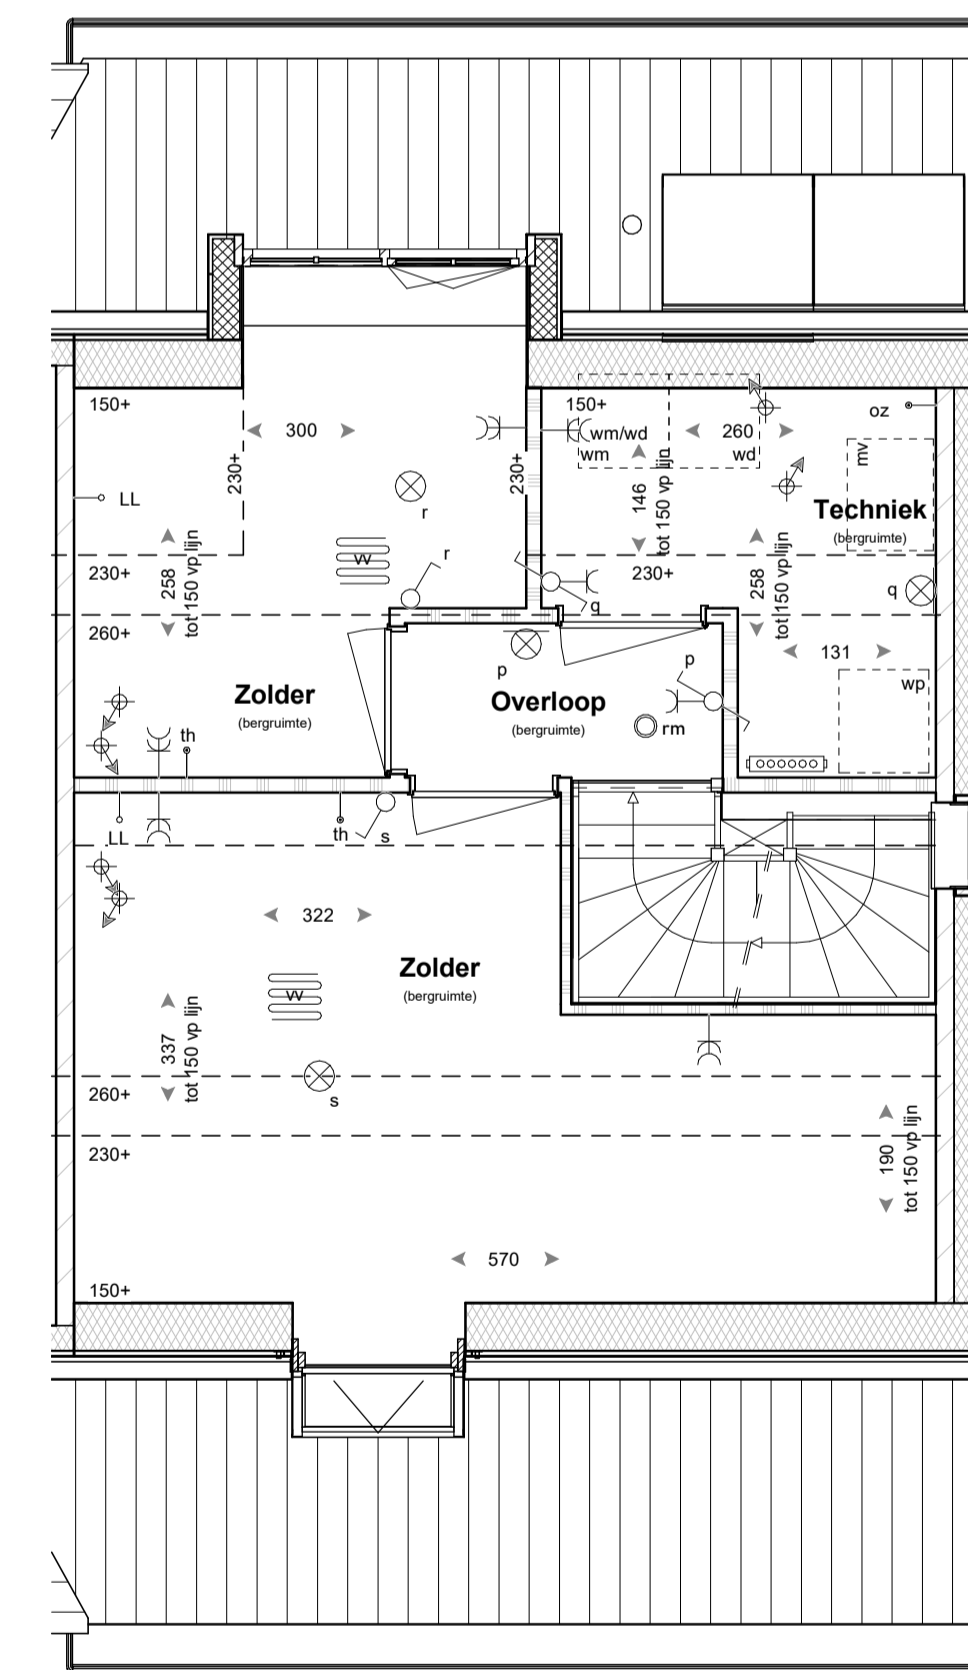 150+
300
150+
wm/wd
260
oz
wm
wd
mv
230+
230+
LL
r
146
tot 150 vp lijn
Techniek
(bergruimte)
vv
r
230+
258
tot 150 vp lijn
q
230+
258
tot 150 vp lijn
q
260+
p
p
131
wp
Zolder
(bergruimte)
Overloop
(bergruimte)
rm
th
LL
th
s
322
Zolder
(bergruimte)
vv
337
tot 150 vp lijn
s
260+
230+
190
tot 150 vp lijn
570
150+